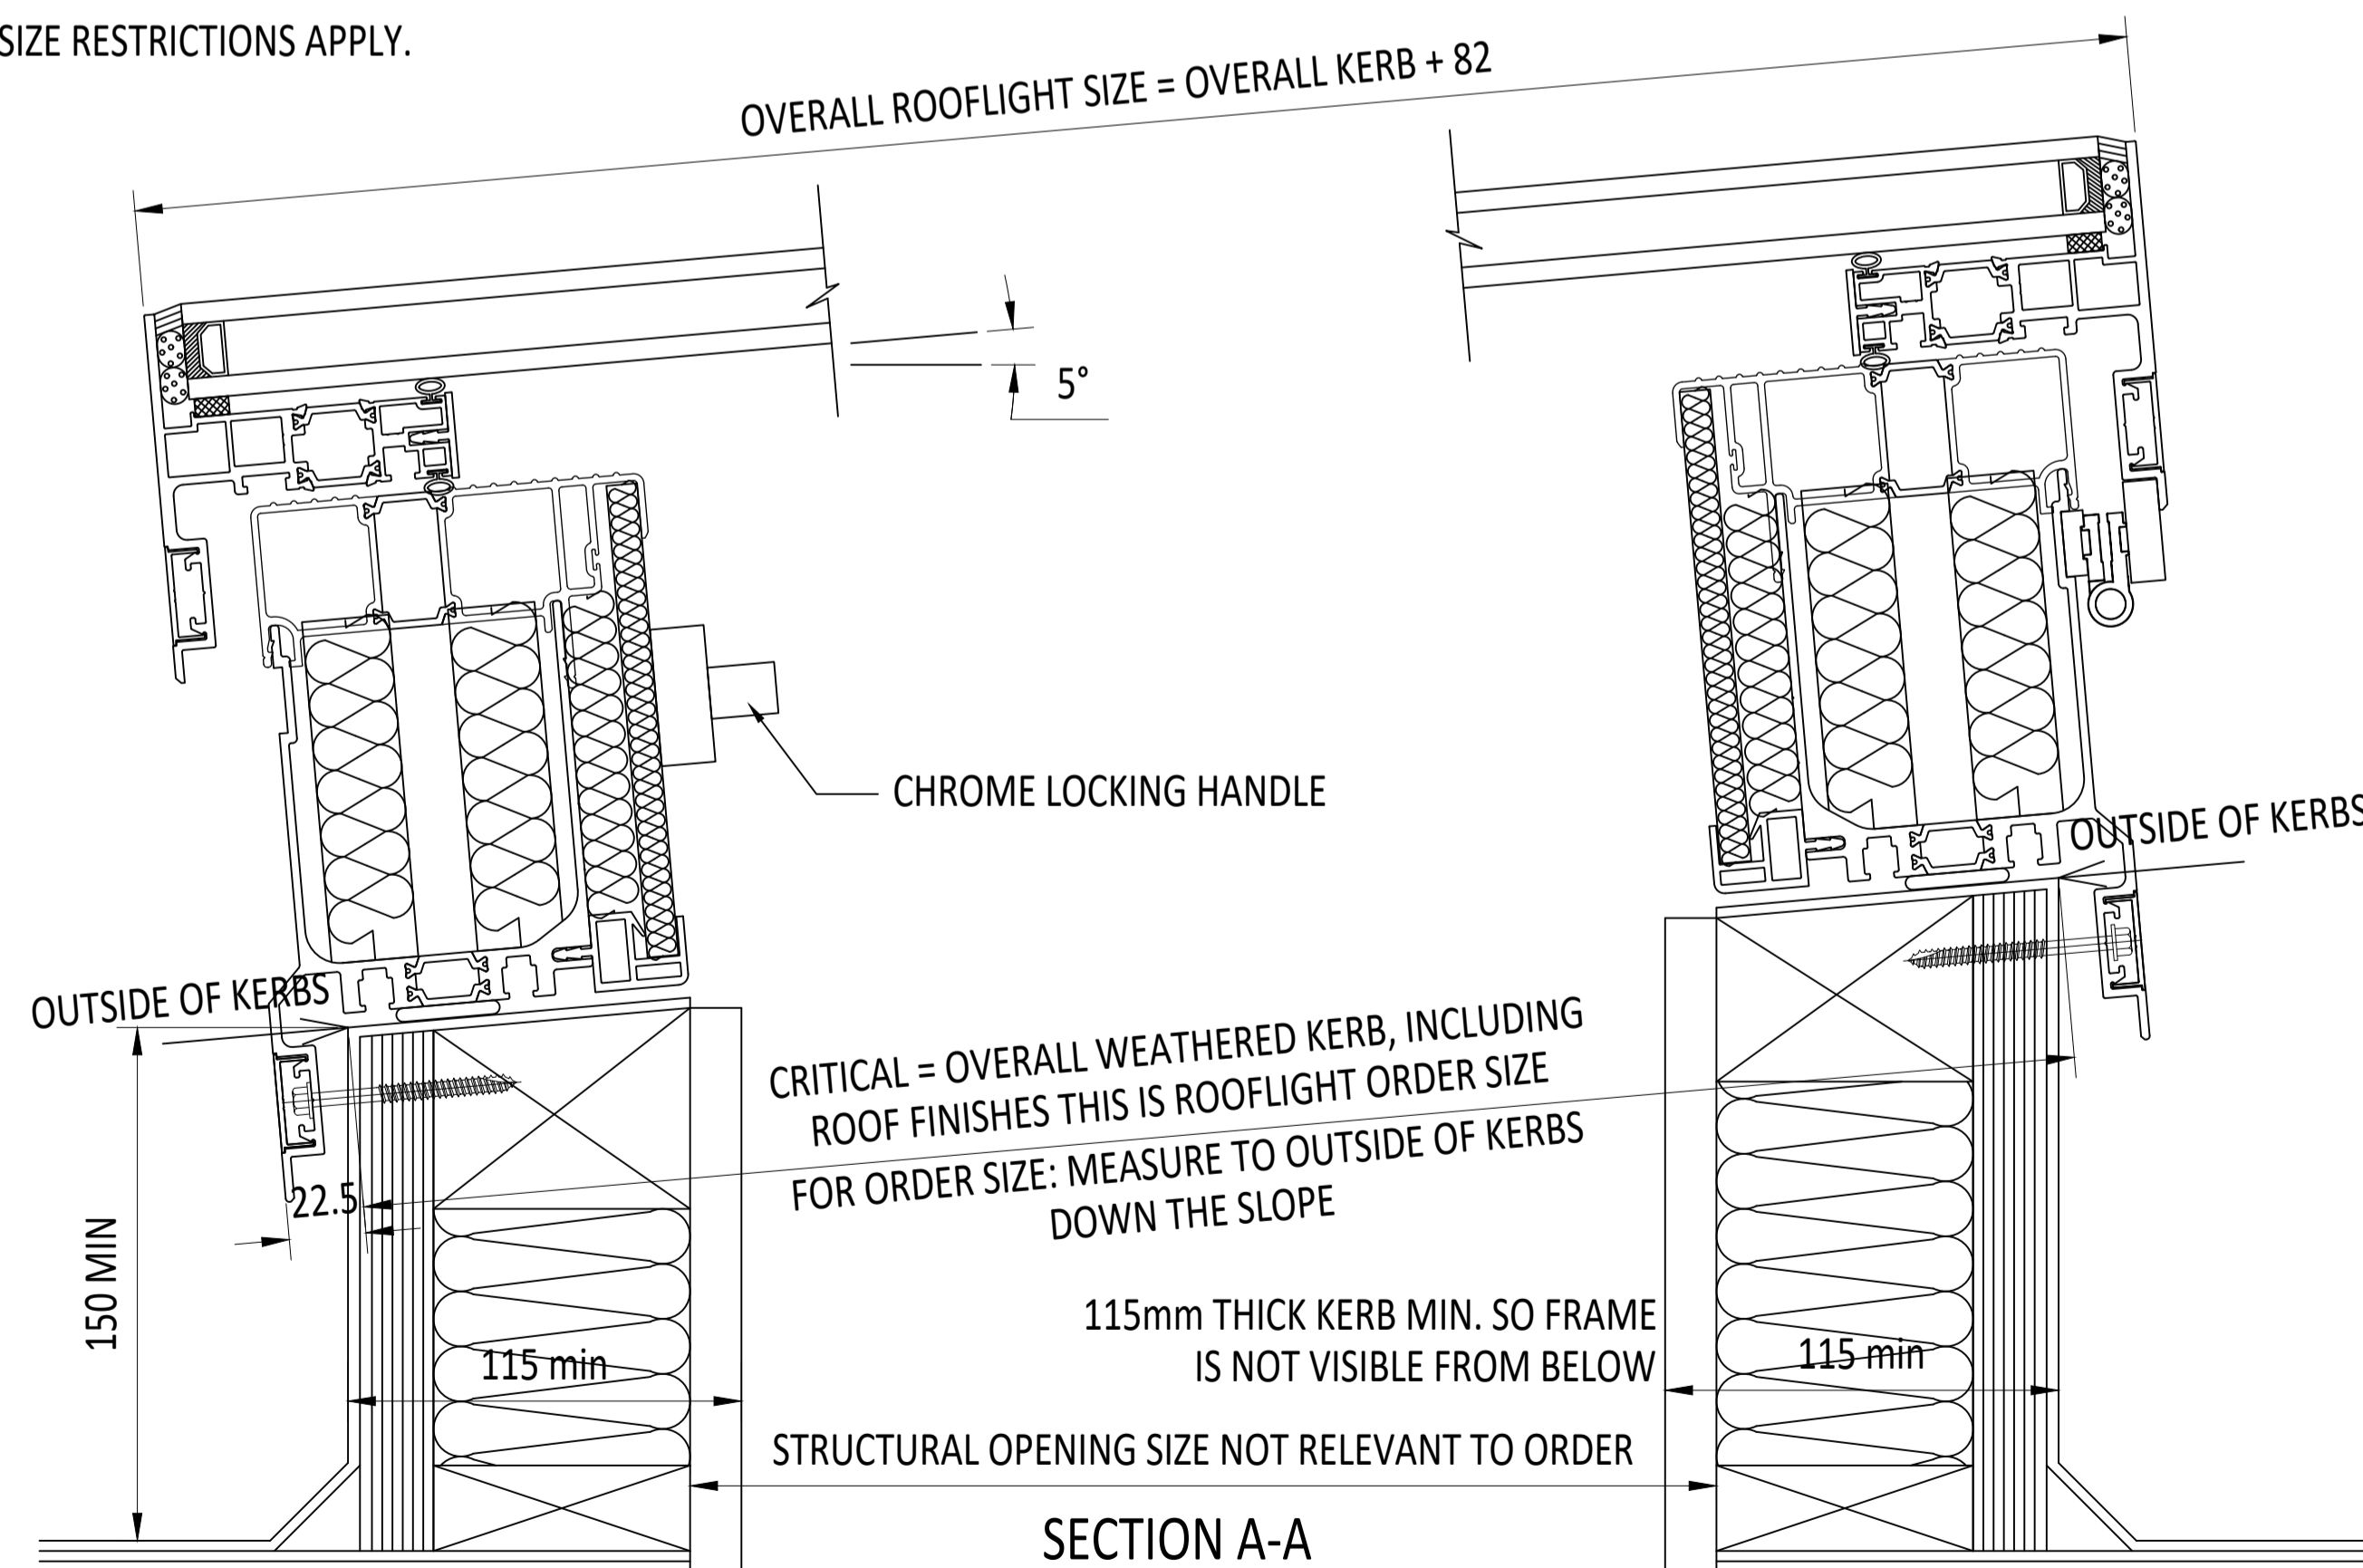 SIZE RESTRICTIONS APPLY.
OVERALL ROOFLIGHT SIZE = OVERALL KERB + 82
5°
CHROME LOCKING HANDLE
OUTSIDE OF KERBS
OUTSIDE OF KERBS
CRITICAL = OVERALL WEATHERED KERB, INCLUDING
ROOF FINISHES THIS IS ROOFLIGHT ORDER SIZE
FOR ORDER SIZE: MEASURE TO OUTSIDE OF KERBS
DOWN THE SLOPE
22.5
150 MIN
115mm THICK KERB MIN. SO FRAME
IS NOT VISIBLE FROM BELOW
115 min
115 min
STRUCTURAL OPENING SIZE NOT RELEVANT TO ORDER
SECTION A-A